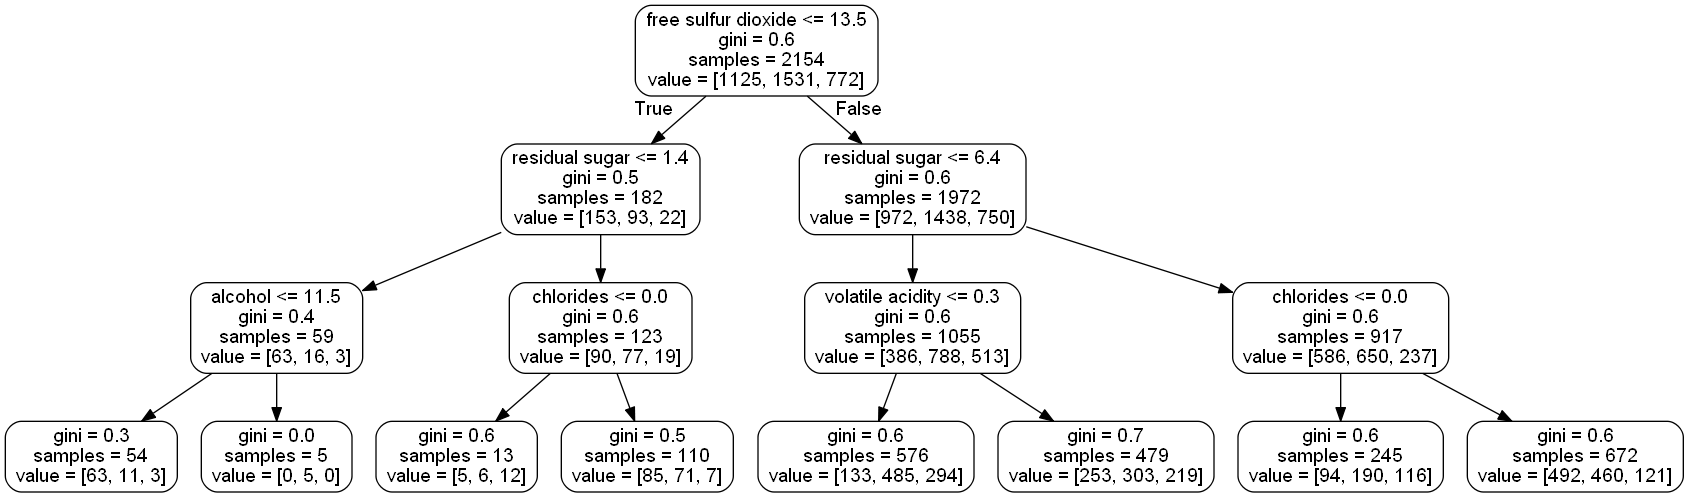 free sulfur dioxide <= 13.5
gini = 0.6
samples = 2154
value = [1125, 1531, 772]
True
False
residual sugar <= 1.4
gini = 0.5
samples = 182
value = [153, 93, 22]
residual sugar <= 6.4
gini = 0.6
samples = 1972
value = [972, 1438, 750]
alcohol <= 11.5
gini = 0.4
samples = 59
value = [63, 16, 3]
chlorides <= 0.0
gini = 0.6
samples = 123
value = [90, 77, 19]
volatile acidity <= 0.3
gini = 0.6
samples = 1055
value = [386, 788, 513]
chlorides <= 0.0
gini = 0.6
samples = 917
value = [586, 650, 237]
gini = 0.3
samples = 54
value = [63, 11, 3]
gini = 0.0
samples = 5
value = [0, 5, 0]
gini = 0.6
samples = 13
value = [5, 6, 12]
gini = 0.5
samples = 110
value = [85, 71, 7]
gini = 0.6
samples = 576
value = [133, 485, 294]
gini = 0.7
samples = 479
value = [253, 303, 219]
gini = 0.6
samples = 245
value = [94, 190, 116]
gini = 0.6
samples = 672
value = [492, 460, 121]